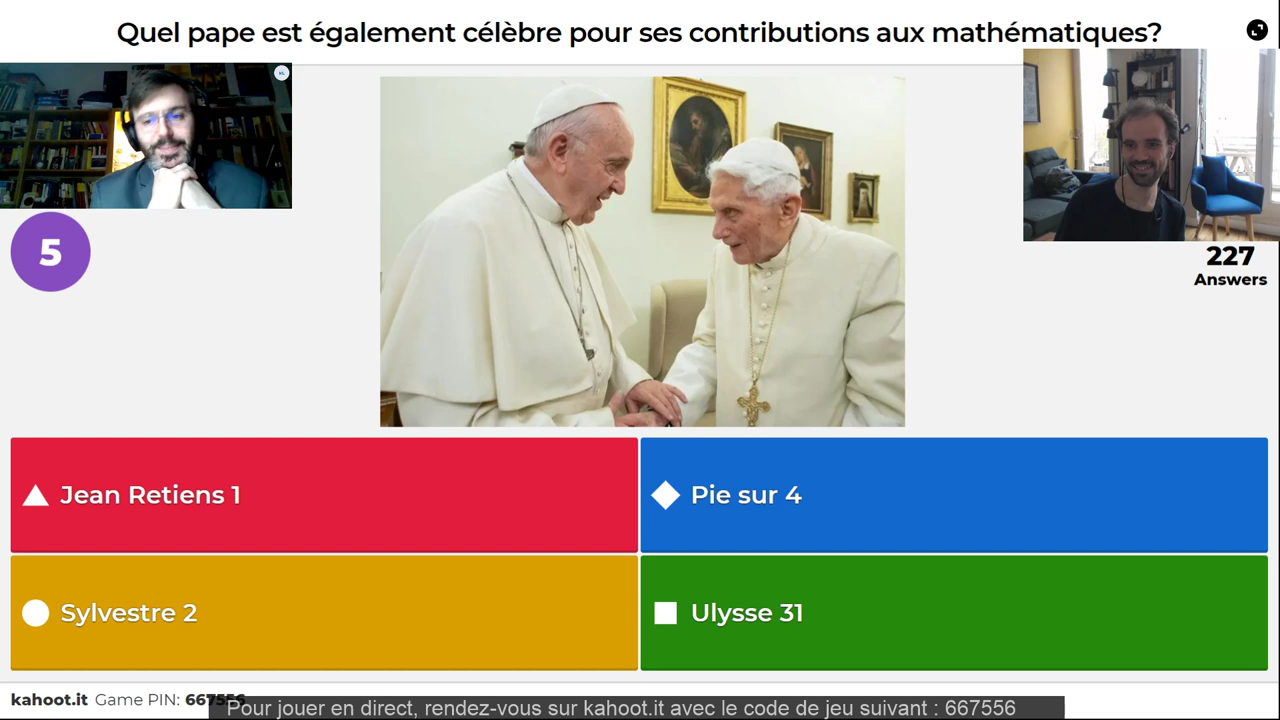 Quel pape est également célèbre pour ses contributions aux mathématiques?
5
227
Answers
Jean Retiens 1
Pie sur 4
Sylvestre 2
Ulysse 31
kahoot.it Game PIN: 667556
Pour jouer en direct, rendez-vous sur kahoot.it avec le code de jeu suivant : 667556